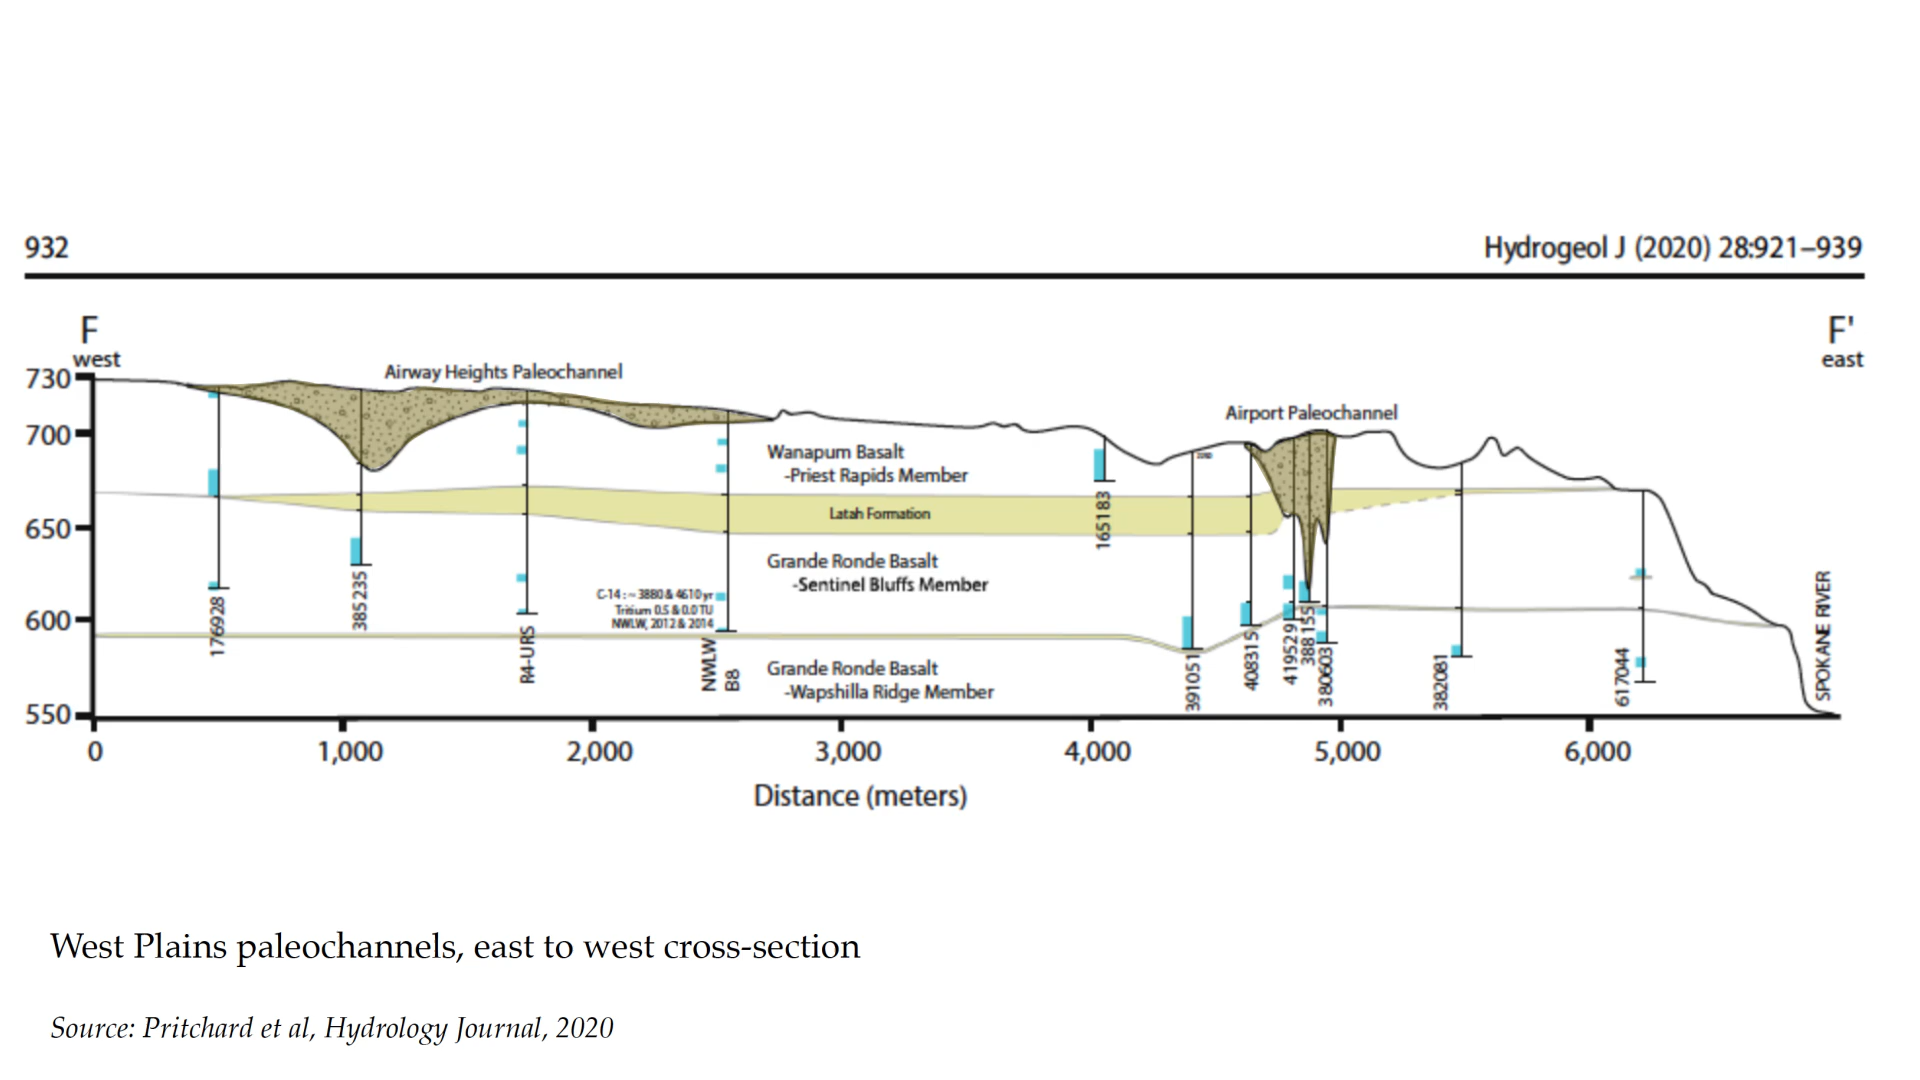 932
Hydrogeol J (2020) 28:921–939
F
west
F'
east
Airway Heights Paleochannel
Airport Paleochannel
730
700
650
600
550
Wanapum Basalt
-Priest Rapids Member
Latah Formation
Grande Ronde Basalt
-Sentinel Bluffs Member
C-14 : ~ 3880 & 4610 yr
Tritium 0.5 & 0.0 TU
NWLW, 2012 & 2014
Grande Ronde Basalt
-Wapshilla Ridge Member
1776928
385235
R4-URS
NWLW
B8
165183
391051
408315
419529
388155
380603
382081
617044
SPOKANE RIVER
0
1,000
2,000
3,000
4,000
5,000
6,000
Distance (meters)
West Plains paleochannels, east to west cross-section
Source: Pritchard et al, Hydrology Journal, 2020